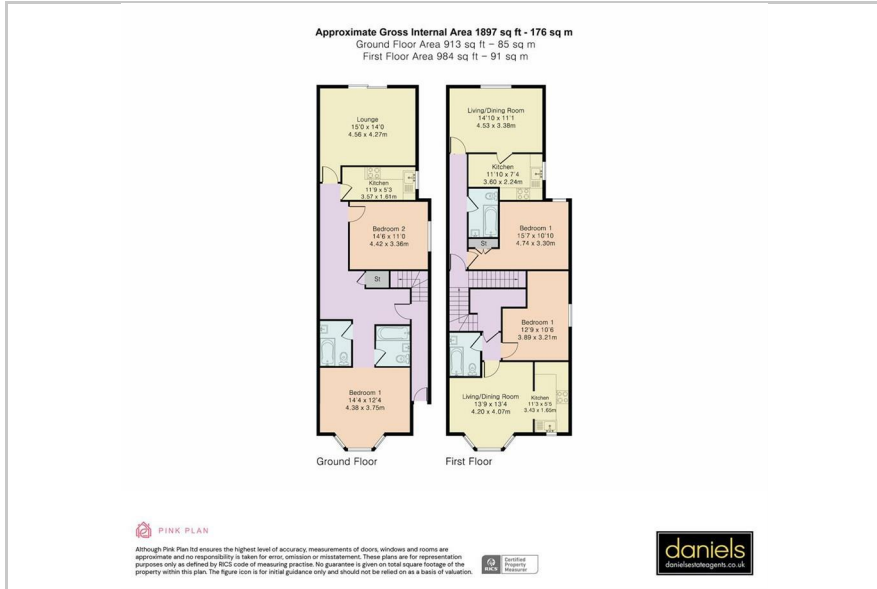 Approximate Gross Internal Area 1897 sq ft - 176 sq m
Ground Floor Area 913 sq ft – 85 sq m
First Floor Area 984 sq ft – 91 sq m
Lounge
15'0 x 14'0
4.56 x 4.27m
Kitchen
11'9 x 5'3
3.57 x 1.61m
Bedroom 2
14'6 x 11'0
4.42 x 3.36m
St
Bedroom 1
14'4 x 12'4
4.38 x 3.75m
Ground Floor
Living/Dining Room
14'10 x 11'1
4.53 x 3.38m
Kitchen
11'10 x 7'4
3.60 x 2.24m
Bedroom 1
15'7 x 10'10
4.74 x 3.30m
St
Bedroom 1
12'9 x 10'6
3.89 x 3.21m
Living/Dining Room
13'9 x 13'4
4.20 x 4.07m
Kitchen
11'3 x 5'5
3.43 x 1.65m
First Floor
PINK PLAN
Although Pink Plan ltd ensures the highest level of accuracy, measurements of doors, windows and rooms are
approximate and no responsibility is taken for error, omission or misstatement. These plans are for representation
purposes only as defined by RICS code of measuring practise. No guarantee is given on total square footage of the
property within this plan. The figure icon is for initial guidance only and should not be relied on as a basis of valuation.
RICS
Certified
Property
Measurer
daniels
danielsestateagents.co.uk